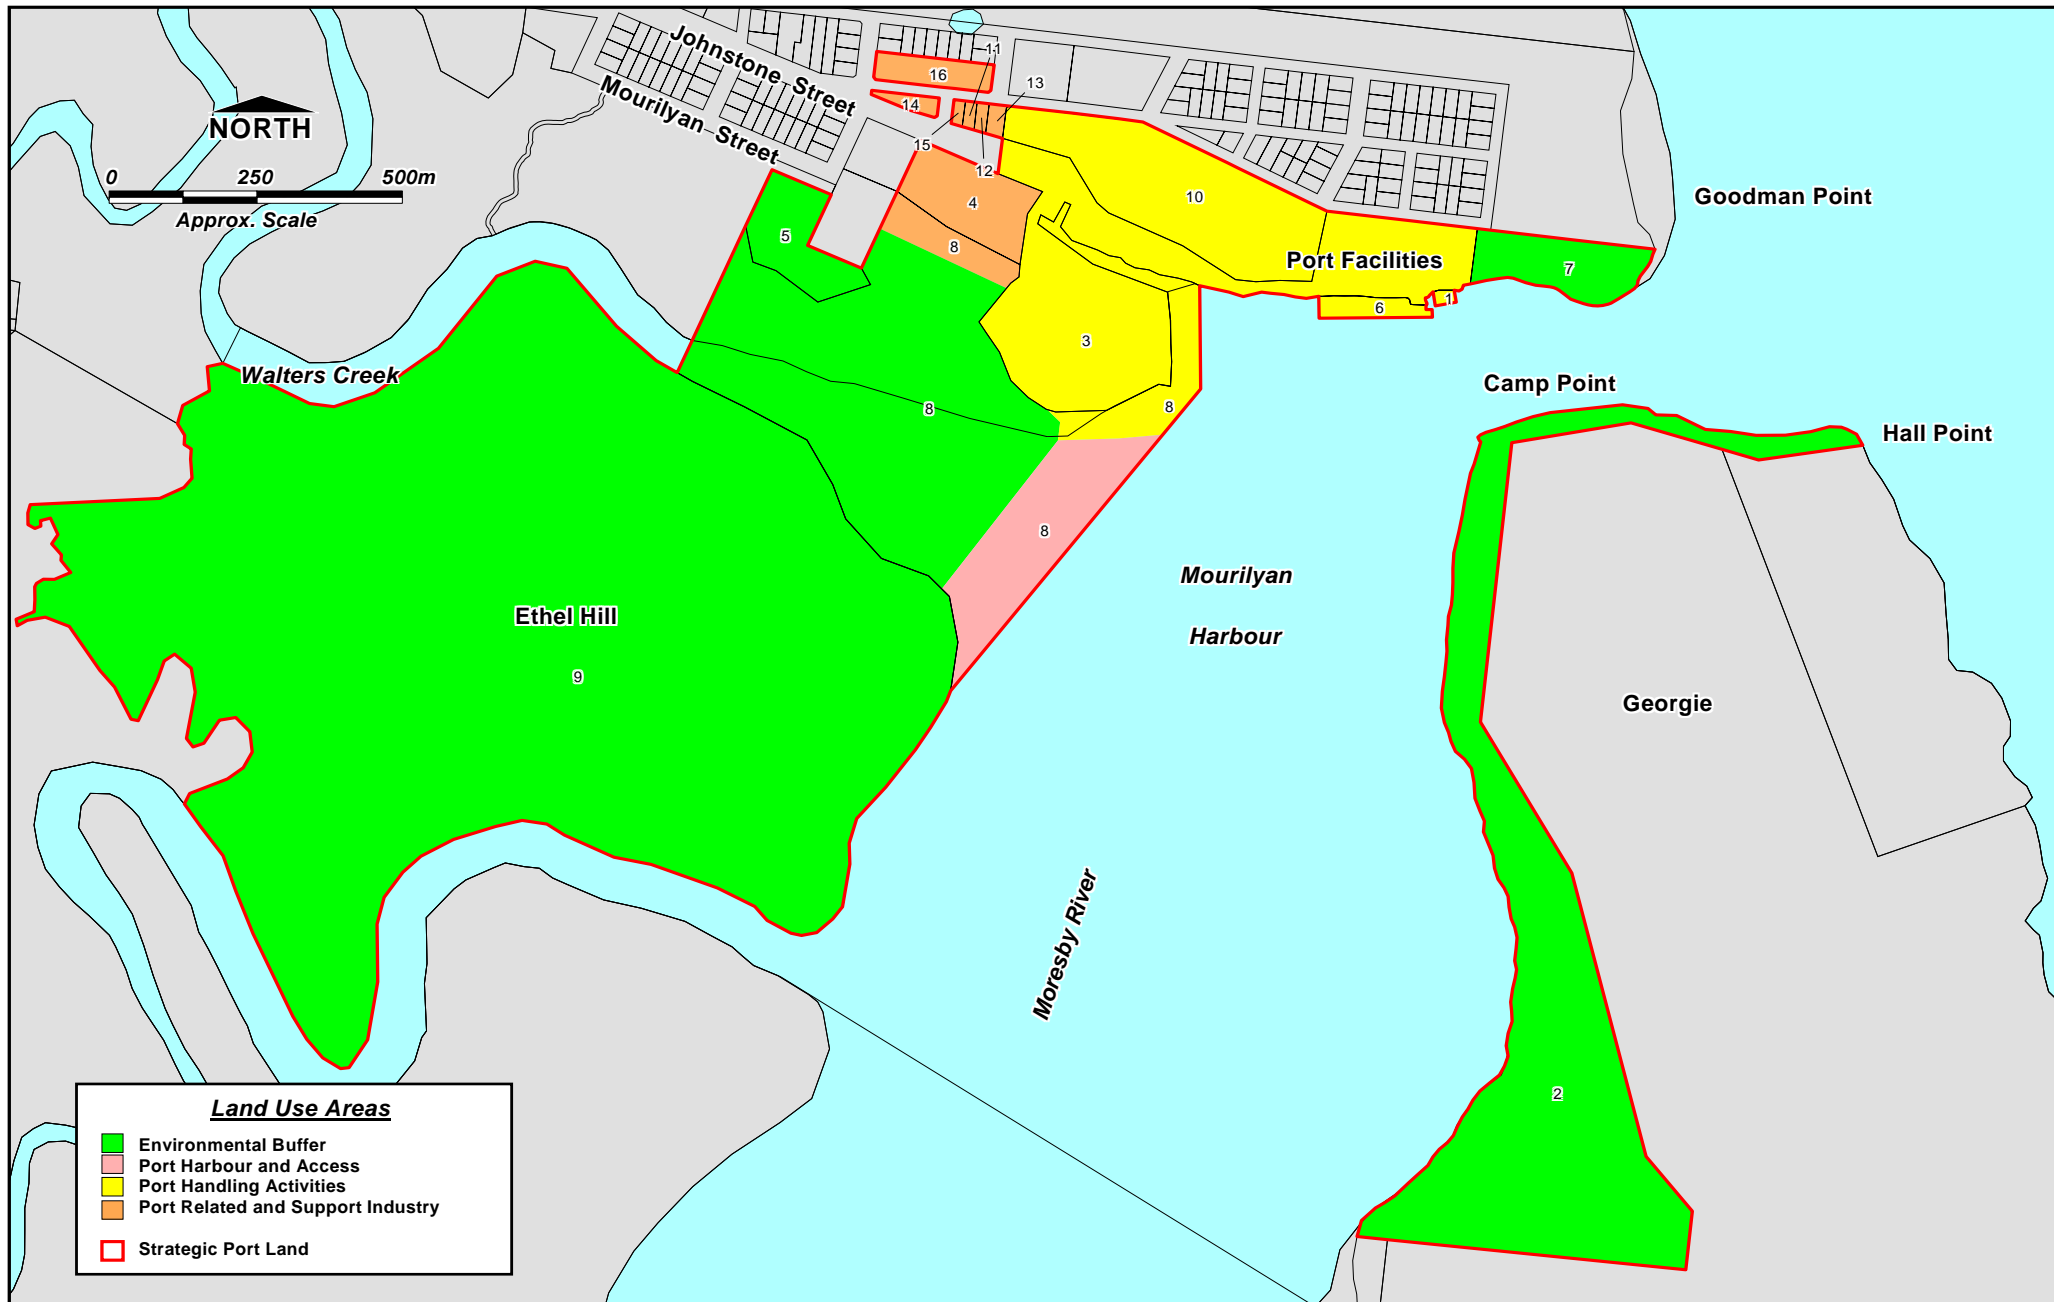 Johnstone Street
Mourilyan Street
11
16
13
14
15
12
NORTH
0 250 500m
Approx. Scale
4
5
8
10
Goodman Point
Port Facilities
7
1
6
3
Walters Creek
Camp Point
8
8
Hall Point
8
Mourilyan
Harbour
Ethel Hill
9
Georgie
Moresby River
2
Land Use Areas
Environmental Buffer
Port Harbour and Access
Port Handling Activities
Port Related and Support Industry
Strategic Port Land